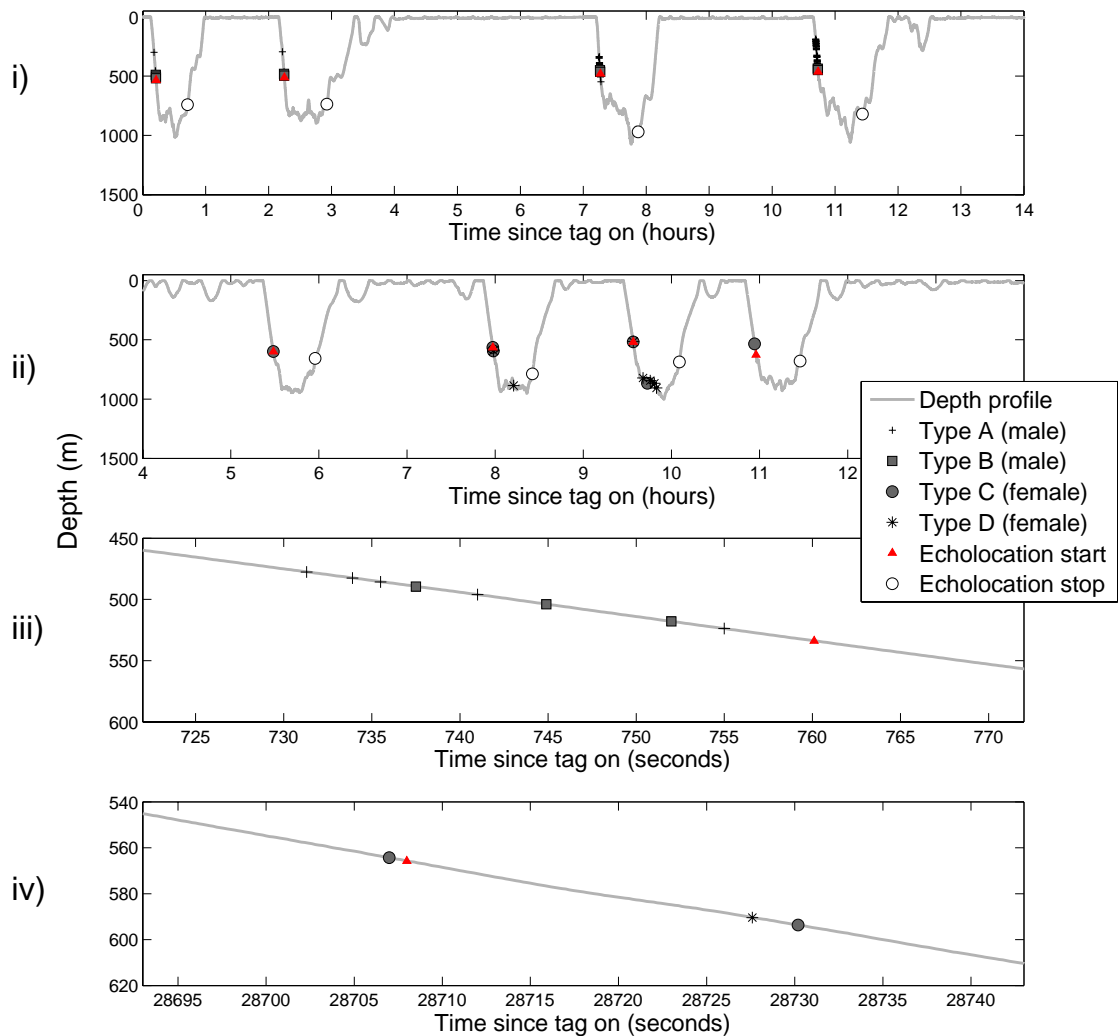 i)
0
500
1000
1500
0 1 2 3 4 5 6 7 8 9 10 11 12 13 14
Time since tag on (hours)
ii)
0
500
1000
1500
4 5 6 7 8 9 10 11 12
Time since tag on (hours)
Depth (m)
Depth profile
Type A (male)
Type B (male)
Type C (female)
Type D (female)
Echolocation start
Echolocation stop
iii)
450
500
550
600
725 730 735 740 745 750 755 760 765 770
Time since tag on (seconds)
iv)
540
560
580
600
620
28695 28700 28705 28710 28715 28720 28725 28730 28735 28740
Time since tag on (seconds)